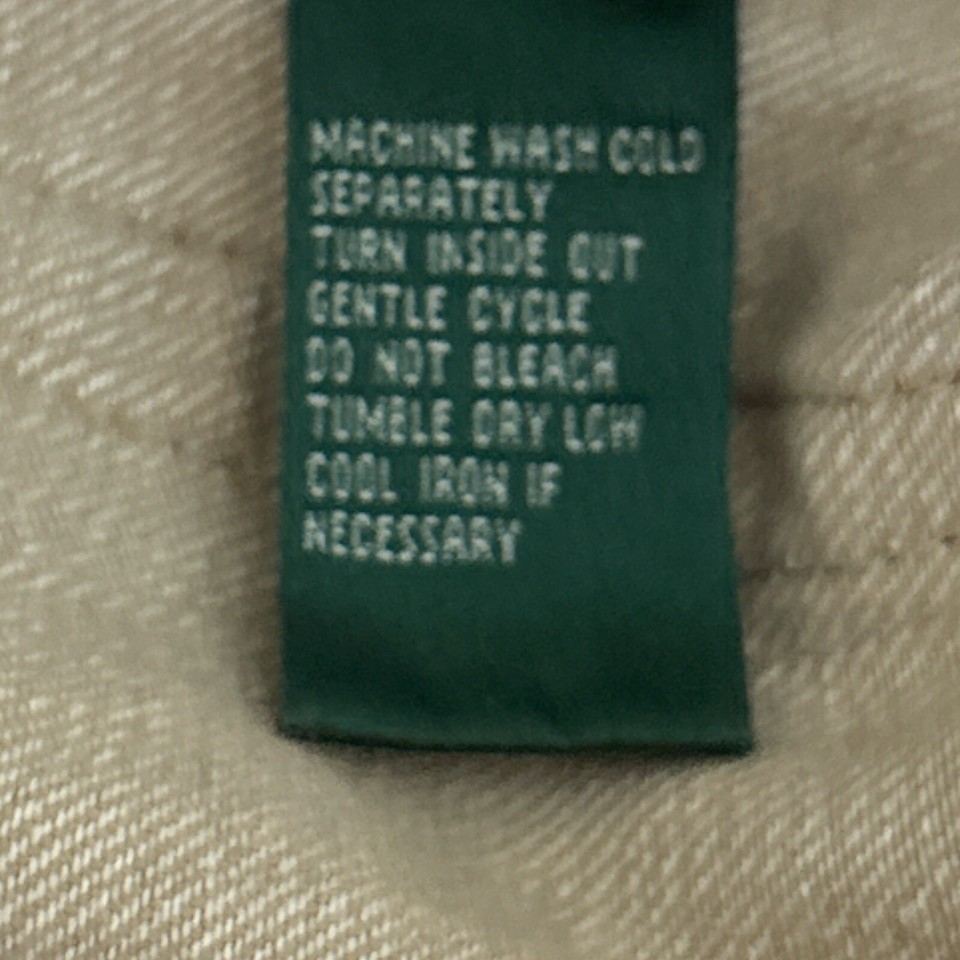 MACHINE WASH COLD
SEPARATELY
TURN INSIDE OUT
GENTLE CYCLE
DO NOT BLEACH
TUMBLE DRY LOW
COOL IRON IF
NECESSARY